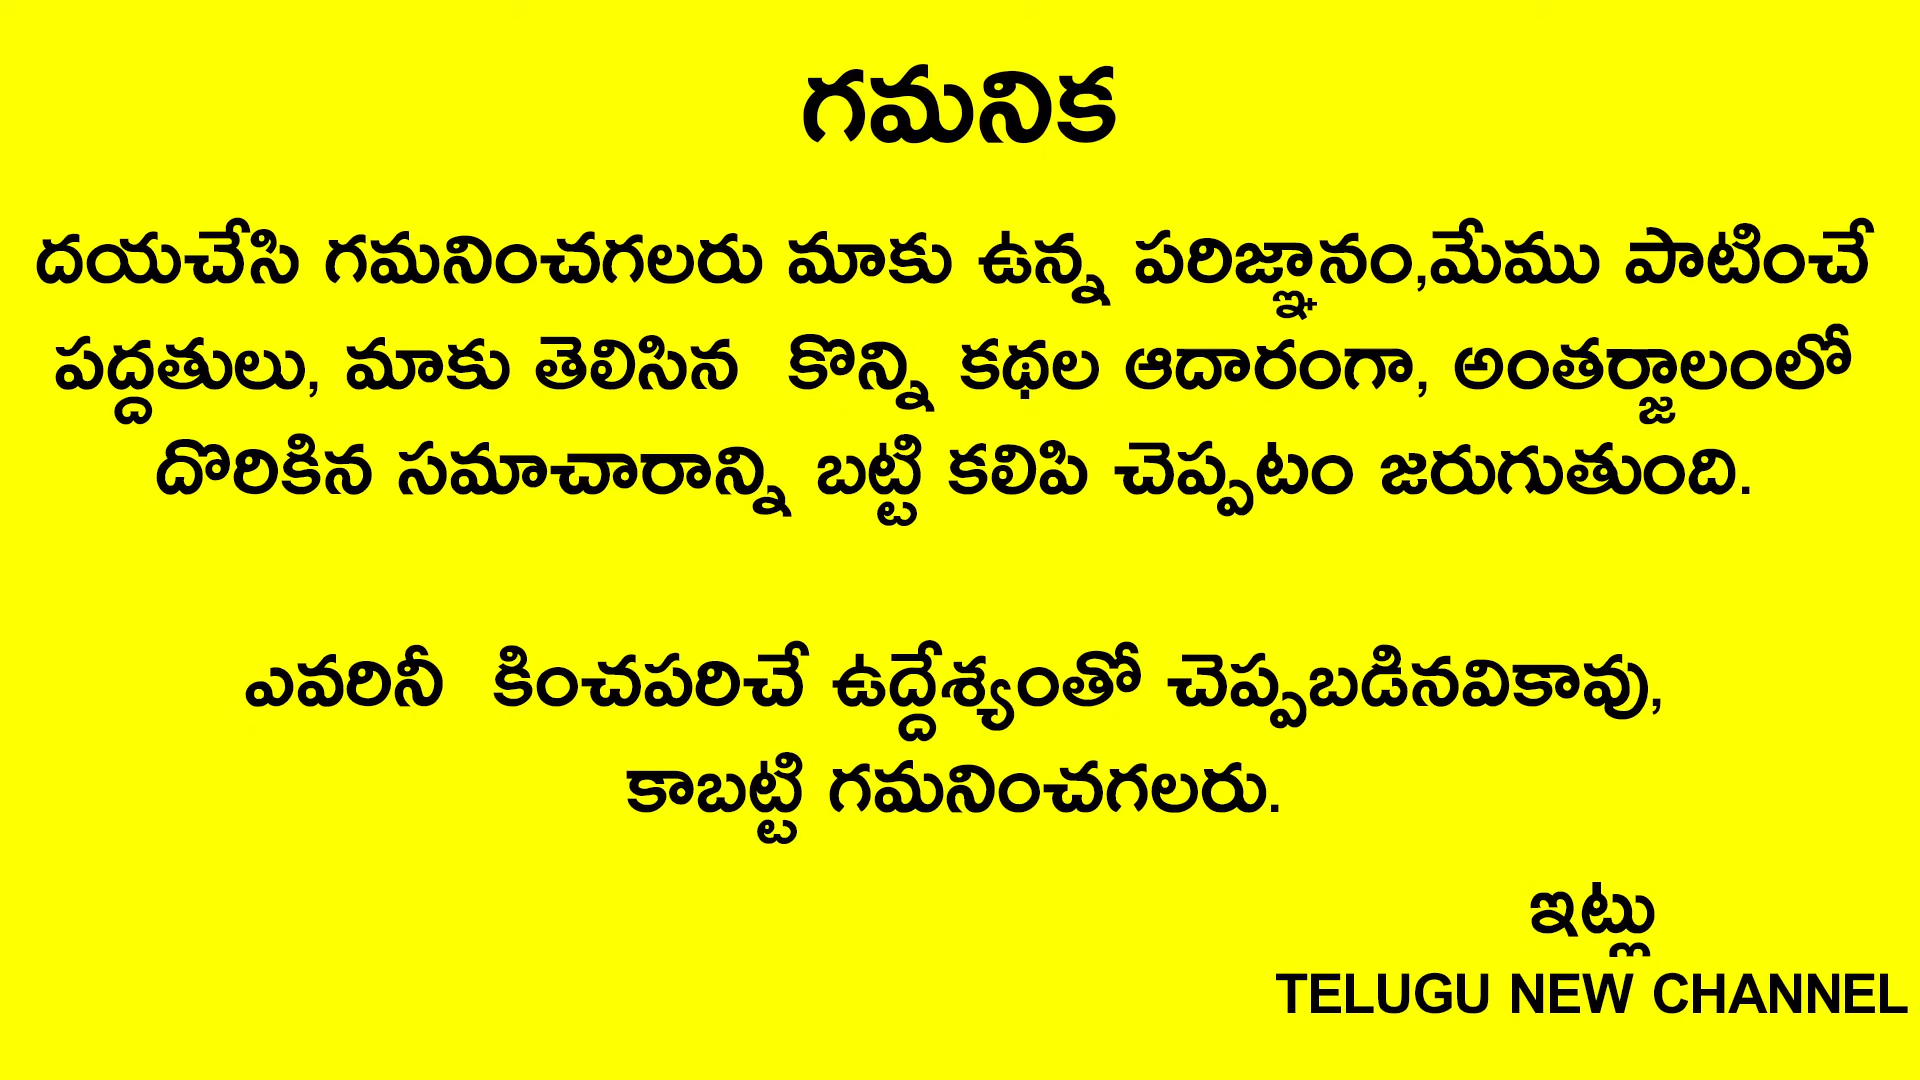 గమనిక
దయచేసి గమనించగలరు మాకు ఉన్న పరిజ్ఞానం,మేము పాటించే
పద్దతులు, మాకు తెలిసిన కొన్ని కథల ఆదారంగా, అంతర్జాలంలో
దొరికిన సమాచారాన్ని బట్టి కలిపి చెప్పటం జరుగుతుంది.
ఎవరినీ కించపరిచే ఉద్దేశ్యంతో చెప్పబడినవికావు,
కాబట్టి గమనించగలరు.
ఇట్లు
TELUGU NEW CHANNEL